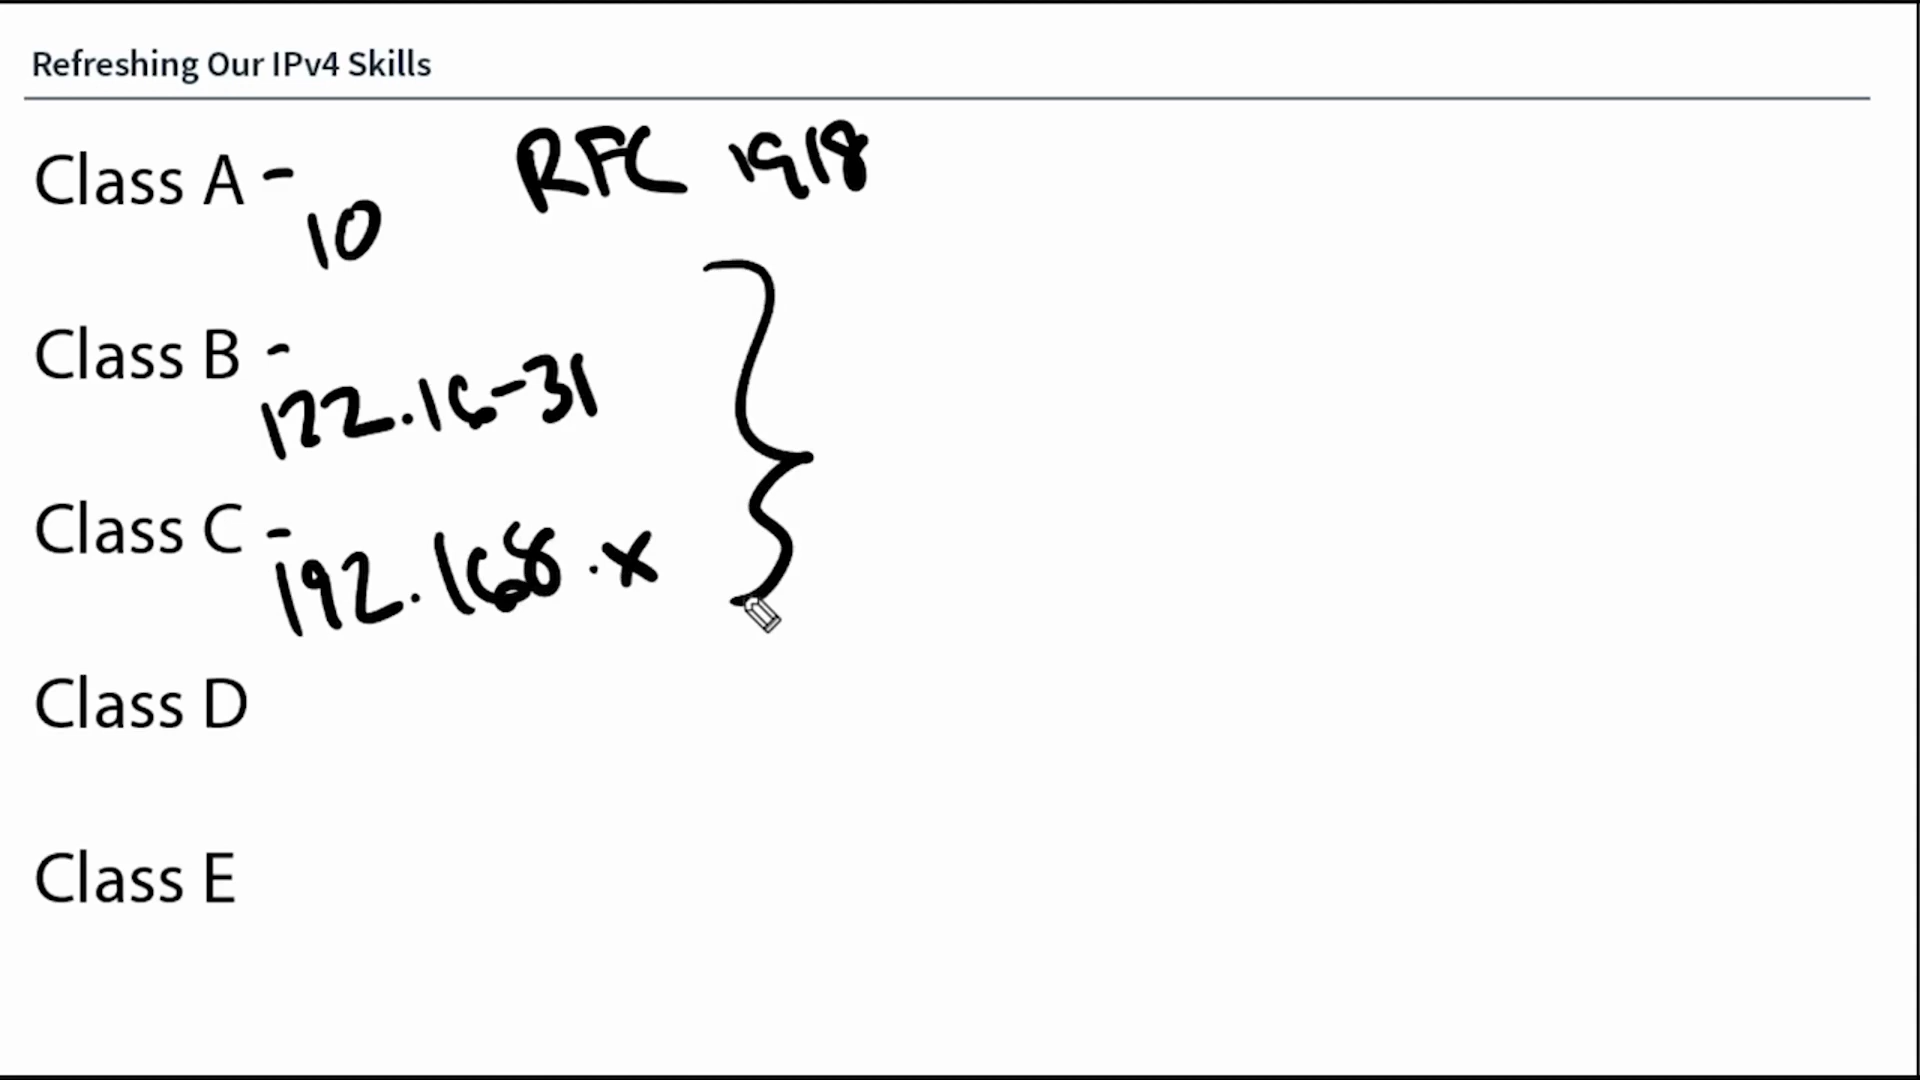 Refreshing Our IPv4 Skills
Class A - RFC 1918
10
Class B -
172.16-31
Class C -
192.168.x
Class D
Class E